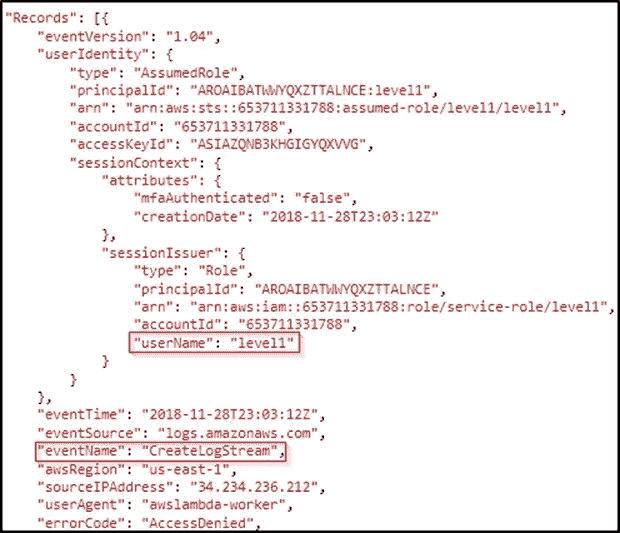 "Records": [{
"eventVersion": "1.04",
"userIdentity": {
"type": "AssumedRole",
"principalId": "AROAIBATWWYQXZTTALNCE:level1",
"arn": "arn:aws:sts::653711331788:assumed-role/level1/level1",
"accountId": "653711331788",
"accessKeyId": "ASIAZQNB3KHGIGYQXVVG",
"sessionContext": {
"attributes": {
"mfaAuthenticated": "false",
"creationDate": "2018-11-28T23:03:12Z"
},
"sessionIssuer": {
"type": "Role",
"principalId": "AROAIBATWWYQXZTTALNCE",
"arn": "arn:aws:iam::653711331788:role/service-role/level1",
"accountId": "653711331788",
"userName": "level1"
}
}
},
"eventTime": "2018-11-28T23:03:12Z",
"eventSource": "logs.amazonaws.com",
"eventName": "CreateLogStream",
"awsRegion": "us-east-1",
"sourceIPAddress": "34.234.236.212",
"userAgent": "awslambda-worker",
"errorCode": "AccessDenied",